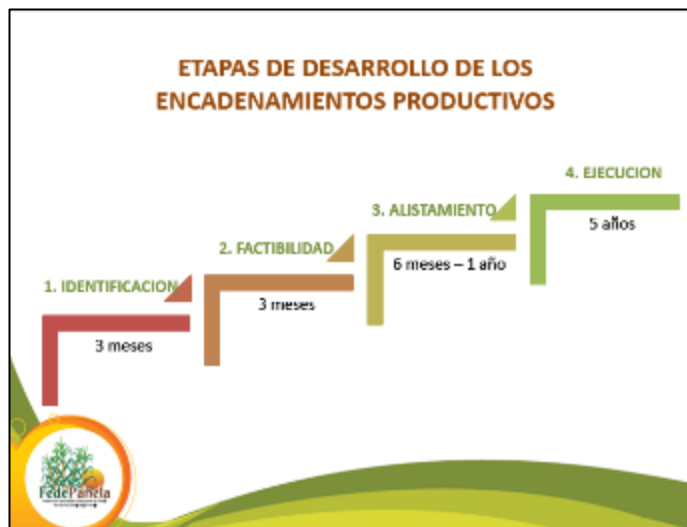 ETAPAS DE DESARROLLO DE LOS
ENCADENAMIENTOS PRODUCTIVOS
1. IDENTIFICACION
3 meses
2. FACTIBILIDAD
3 meses
3. ALISTAMIENTO
6 meses – 1 año
4. EJECUCION
5 años
FedePanela